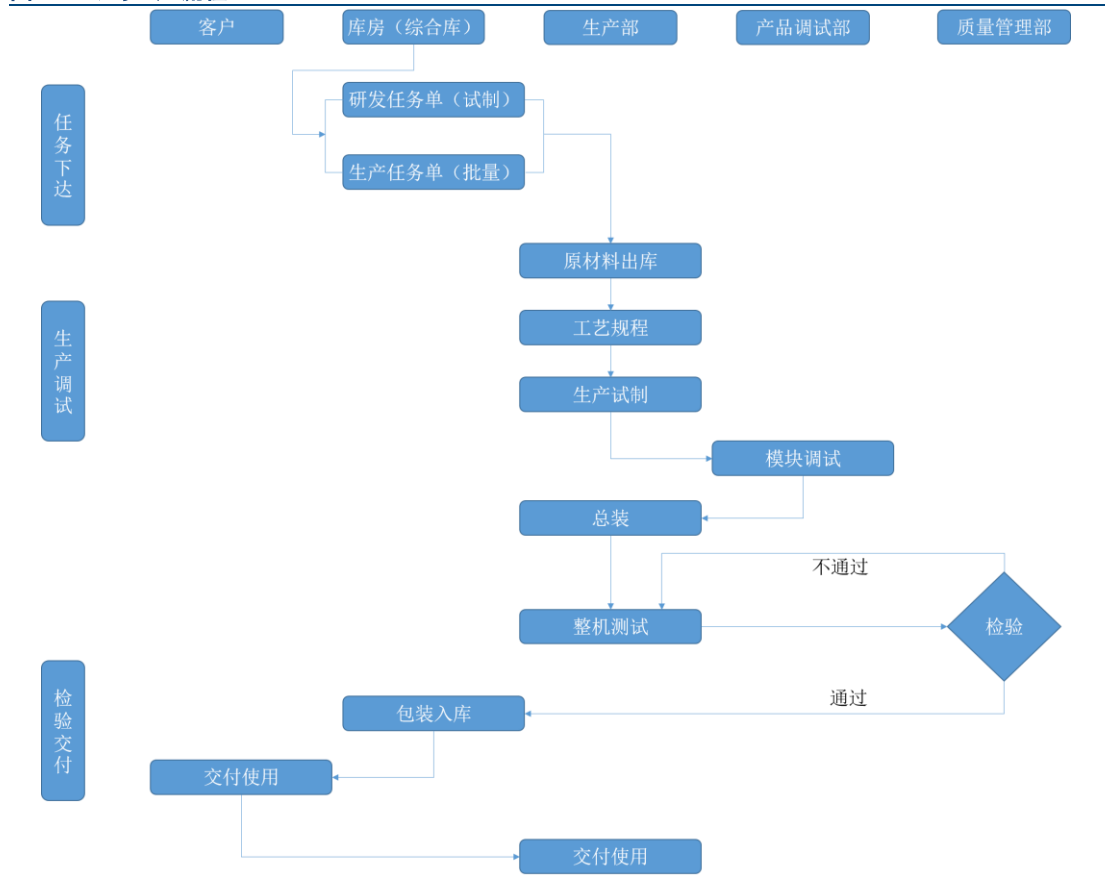 客户
库房（综合库）
生产部
产品调试部
质量管理部
任务下达
研发任务单（试制）
生产任务单（批量）
原材料出库
生产调试
工艺规程
生产试制
模块调试
总装
不通过
整机测试
检验
检验交付
通过
包装入库
交付使用
交付使用